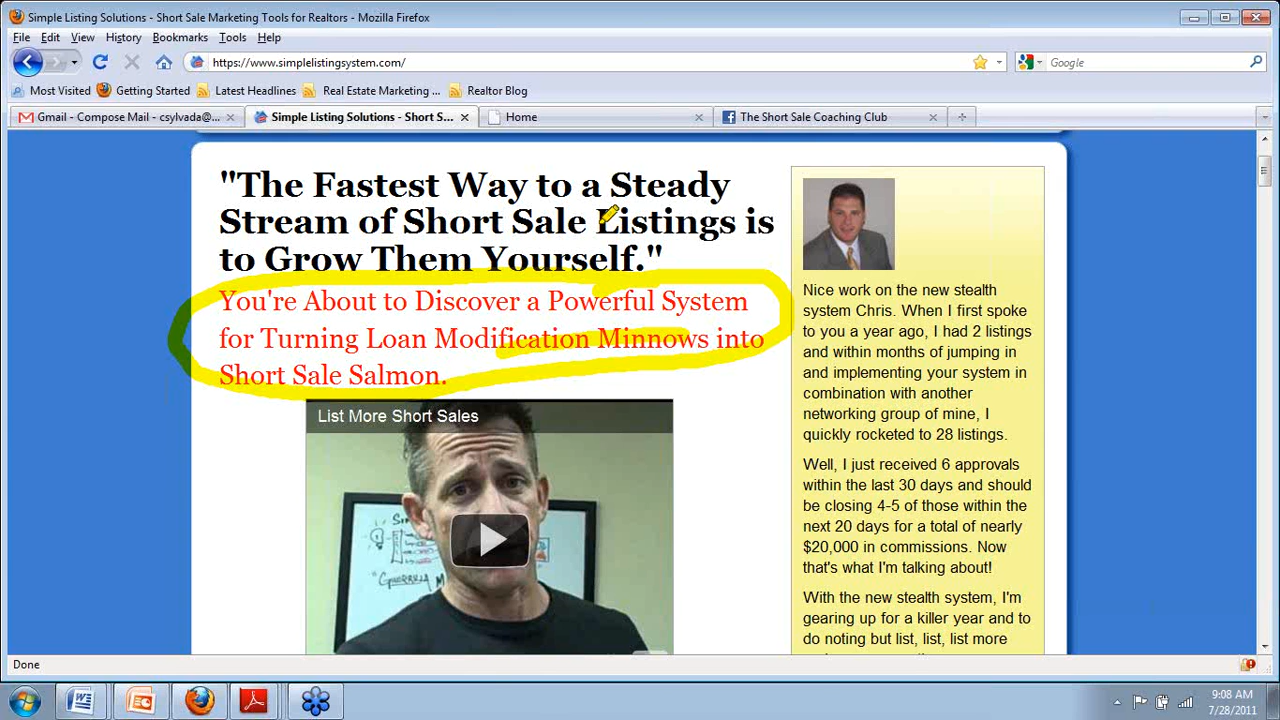 Simple Listing Solutions - Short Sale Marketing Tools for Realtors - Mozilla Firefox
File Edit View History Bookmarks Tools Help
https://www.simplelistingsystem.com/
Google
Most Visited Getting Started Latest Headlines Real Estate Marketing ... Realtor Blog
Gmail - Compose Mail - csylvada@... Simple Listing Solutions - Short S... Home The Short Sale Coaching Club
"The Fastest Way to a Steady
Stream of Short Sale Listings is
to Grow Them Yourself."
You're About to Discover a Powerful System
for Turning Loan Modification Minnows into
Short Sale Salmon.
List More Short Sales
Nice work on the new stealth
system Chris. When I first spoke
to you a year ago, I had 2 listings
and within months of jumping in
and implementing your system in
combination with another
networking group of mine, I
quickly rocketed to 28 listings.
Well, I just received 6 approvals
within the last 30 days and should
be closing 4-5 of those within the
next 20 days for a total of nearly
$20,000 in commissions. Now
that's what I'm talking about!
With the new stealth system, I'm
gearing up for a killer year and to
do noting but list, list, list more
Done
9:08 AM
7/28/2011